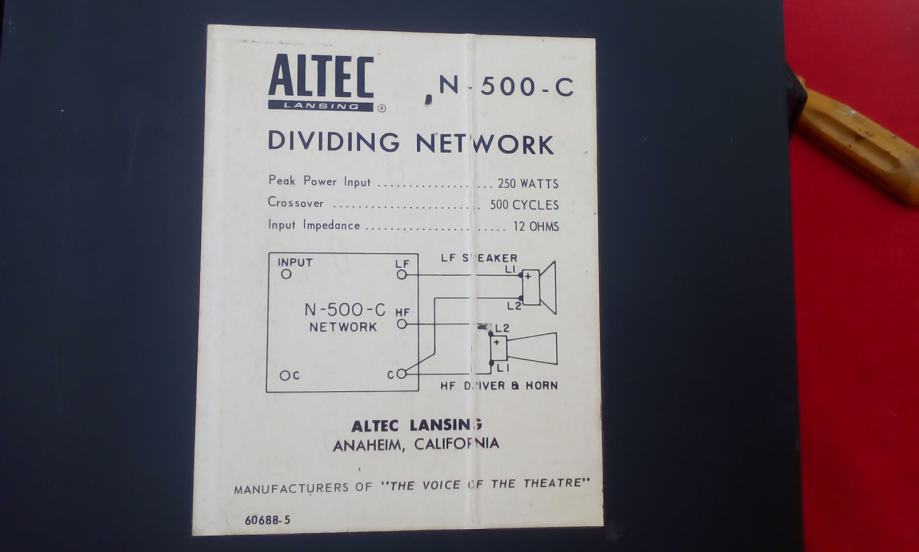 ALTEC
LANSING ®
N-500-C
DIVIDING NETWORK
Peak Power Input .................. 250 WATTS
Crossover ....................... 500 CYCLES
Input Impedance ..................... 12 OHMS
INPUT
LF
LF SPEAKER
L1
+
L2
N-500-C
NETWORK
HF
L2
+
L1
C
C
HF DRIVER & HORN
ALTEC LANSING
ANAHEIM, CALIFORNIA
MANUFACTURERS OF "THE VOICE OF THE THEATRE"
60688-5